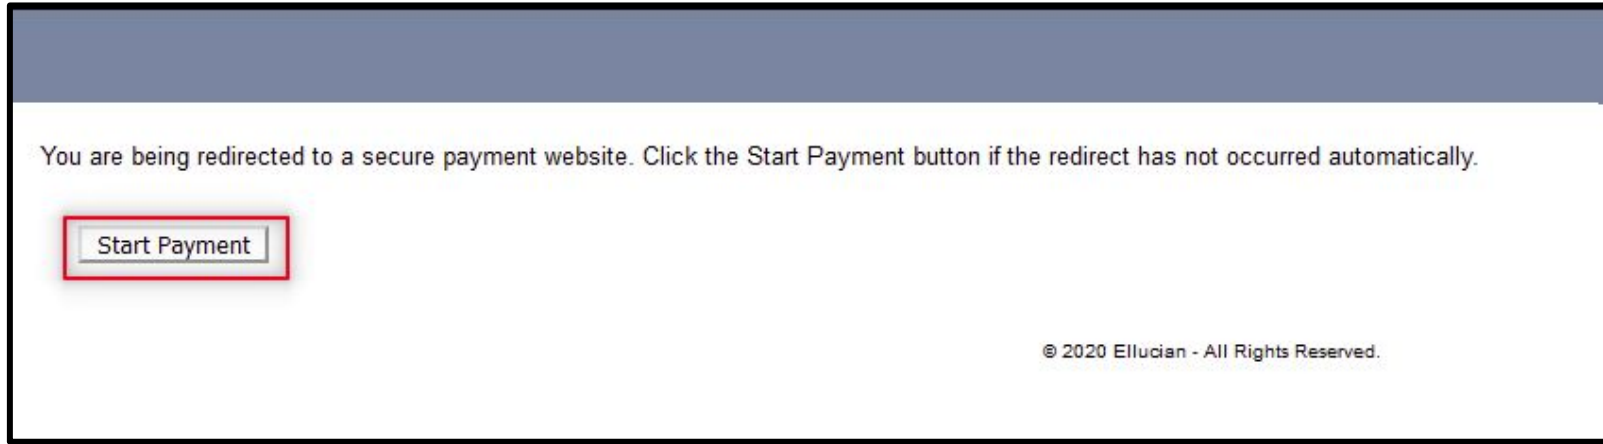 You are being redirected to a secure payment website. Click the Start Payment button if the redirect has not occurred automatically.
Start Payment
© 2020 Ellucian - All Rights Reserved.